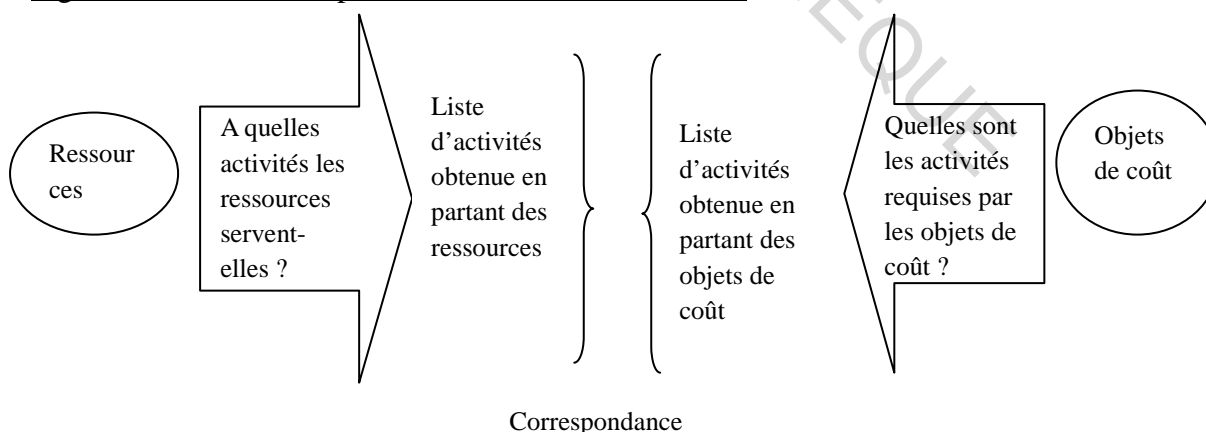 Ressour
ces
A quelles
activités les
ressources
servent-
elles ?
Liste
d’activités
obtenue en
partant des
ressources
Liste
d’activités
obtenue en
partant des
objets de
coût
Quelles sont
les activités
requises par
les objets de
coût ?
Objets
de coût
Correspondance